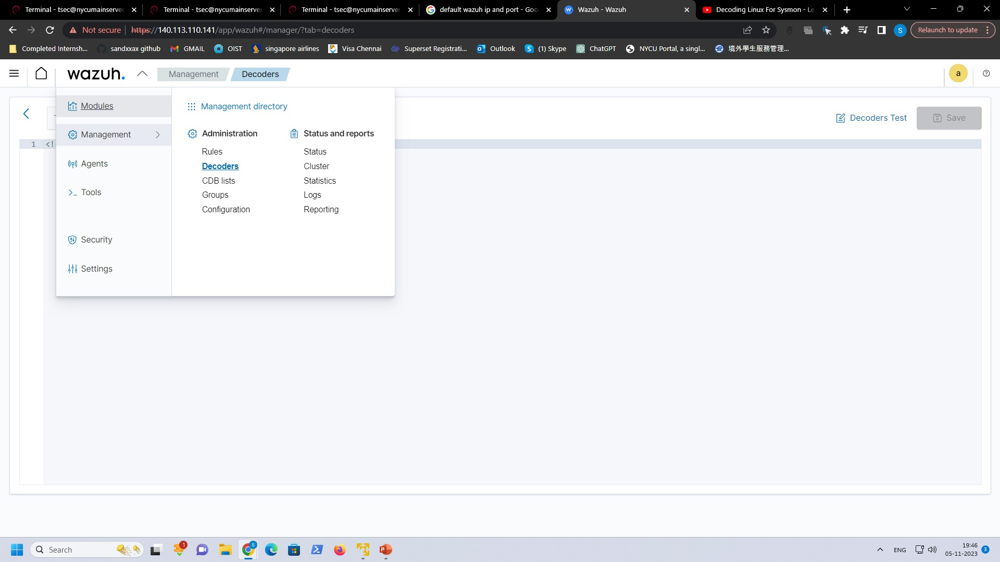 Terminal - tsec@nycumainserver
Terminal - tsec@nycumainserver
Terminal - tsec@nycumainserver
default wazuh ip and port - Goo
Wazuh - Wazuh
Decoding Linux For Sysmon - Le
Not secure
https://140.113.110.141/app/wazuh#/manager/?tab=decoders
S
Relaunch to update
Completed Internsh...
sandxxax github
GMAIL
OIST
singapore airlines
Visa Chennai
Superset Registrati...
Outlook
(1) Skype
ChatGPT
NYCU Portal, a singl...
境外學生服務管理...
wazuh.
Management
Decoders
a
Modules
Management
Agents
Tools
Security
Settings
Management directory
Administration
Rules
Decoders
CDB lists
Groups
Configuration
Status and reports
Status
Cluster
Statistics
Logs
Reporting
Decoders Test
Save
1 <!
Search
1
S
ENG
19:46
05-11-2023
3